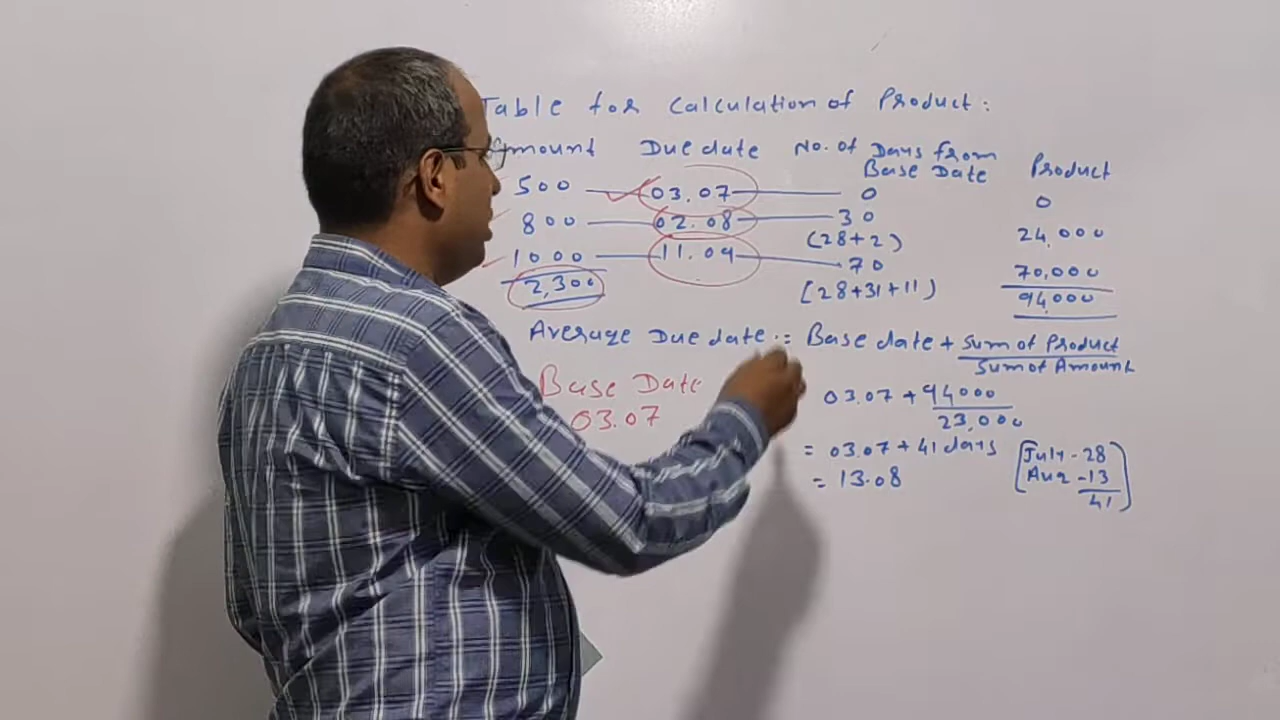 Table for Calculation of Product:
Amount Due date No. of Days from Base Date Product
500 03.07 0 0
800 02.08 30 24,000
(28+2)
1000 11.09 70 70,000
(28+31+11)
2,300 94,000
Average Due date := Base date + Sum of Product
Sum of Amount
Base Date
03.07
03.07 + 94000
23,000
= 03.07 + 41 days
= 13.08
July - 28
Aug - 13
41